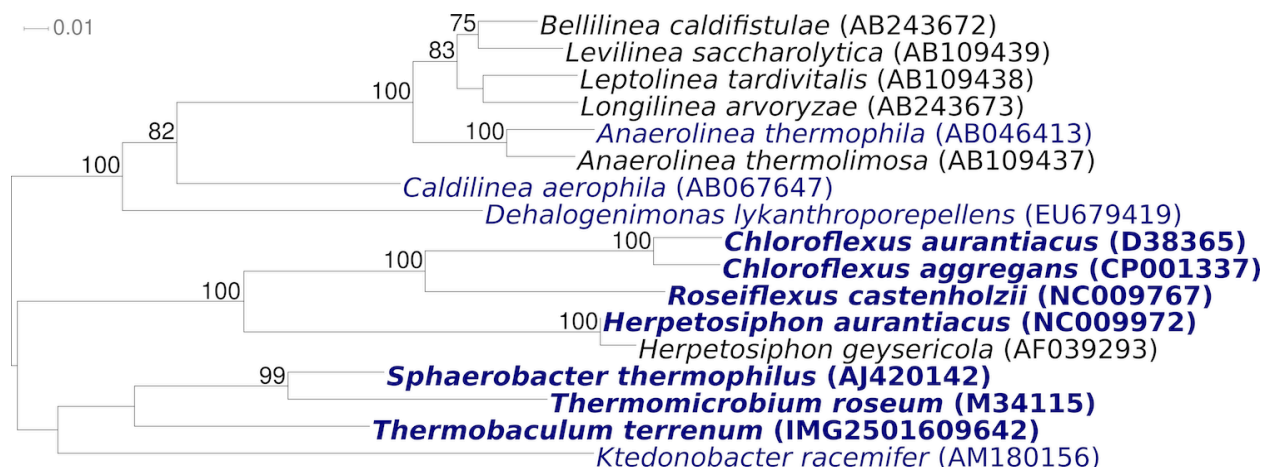 0.01
75
Bellilinea caldifistulae (AB243672)
83
Levilinea saccharolytica (AB109439)
Leptolinea tardivitalis (AB109438)
100
Longilinea arvoryzae (AB243673)
82
100
Anaerolinea thermophila (AB046413)
100
Anaerolinea thermolimosa (AB109437)
Caldilinea aerophila (AB067647)
Dehalogenimonas lykanthroporepellens (EU679419)
100
Chloroflexus aurantiacus (D38365)
100
Chloroflexus aggregans (CP001337)
100
Roseiflexus castenholzii (NC009767)
100
Herpetosiphon aurantiacus (NC009972)
Herpetosiphon geysericola (AF039293)
99
Sphaerobacter thermophilus (AJ420142)
Thermomicrobium roseum (M34115)
Thermobaculum terrenum (IMG2501609642)
Ktedonobacter racemifer (AM180156)